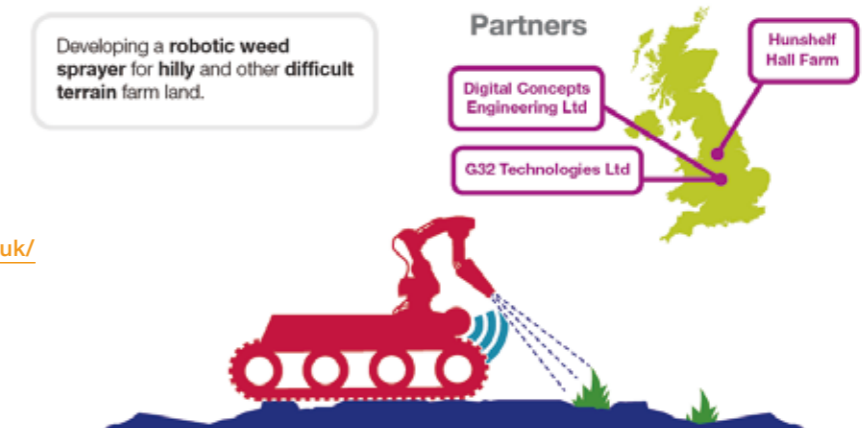 Developing a robotic weed
sprayer for hilly and other difficult
terrain farm land.
Partners
Hunshelf
Hall Farm
Digital Concepts
Engineering Ltd
G32 Technologies Ltd
uk/